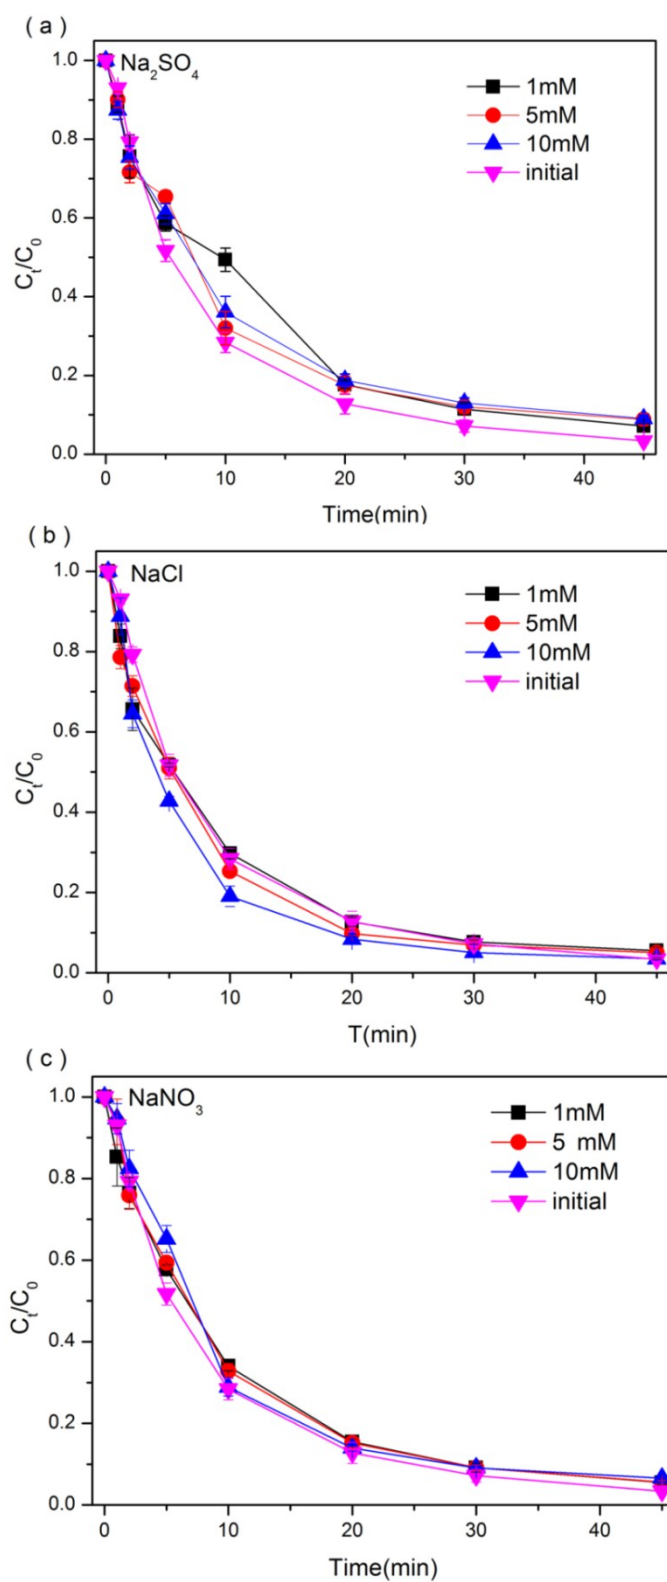 ( a )
Na₂SO₄
1mM
5mM
10mM
initial
1.0
0.8
0.6
0.4
0.2
0.0
Cₜ/C₀
0 10 20 30 40
Time(min)
( b )
NaCl
1mM
5mM
10mM
initial
1.0
0.8
0.6
0.4
0.2
0.0
Cₜ/C₀
0 10 20 30 40
T(min)
( c )
NaNO₃
1mM
5 mM
10mM
initial
1.0
0.8
0.6
0.4
0.2
0.0
Cₜ/C₀
0 10 20 30 40
Time(min)